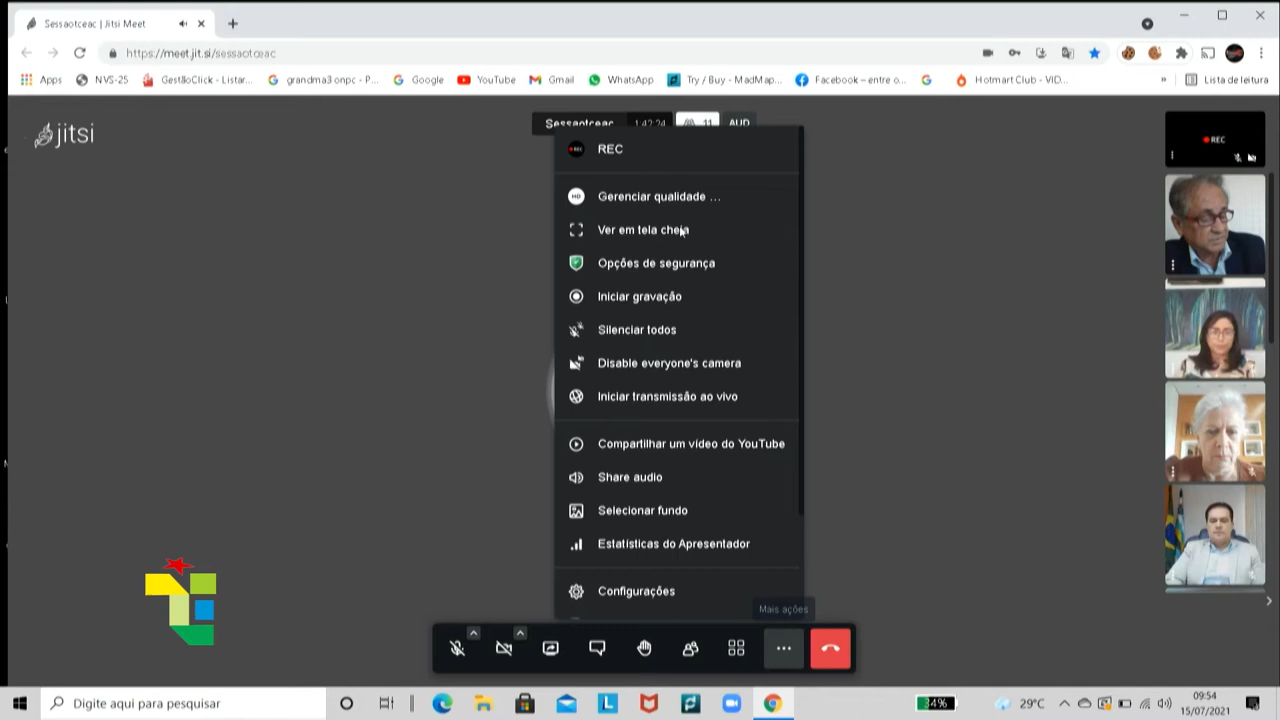 Sessaotceac | Jitsi Meet
https://meet.jit.si/sessaotceac
Apps
NVS-25
GestãoClick - Listar...
grandma3 onpc - P...
Google
YouTube
Gmail
WhatsApp
Try / Buy - MadMap...
Facebook – entre o...
Hotmart Club - VID...
»
Lista de leitura
jitsi
Sessaotceac
1:42:24
11
AUD
REC
REC
HD
Gerenciar qualidade ...
Ver em tela cheia
Opções de segurança
Iniciar gravação
Silenciar todos
Disable everyone's camera
Iniciar transmissão ao vivo
Compartilhar um vídeo do YouTube
Share audio
Selecionar fundo
Estatísticas do Apresentador
Configurações
Mais ações
Digite aqui para pesquisar
34%
29°C
09:54
15/07/2021